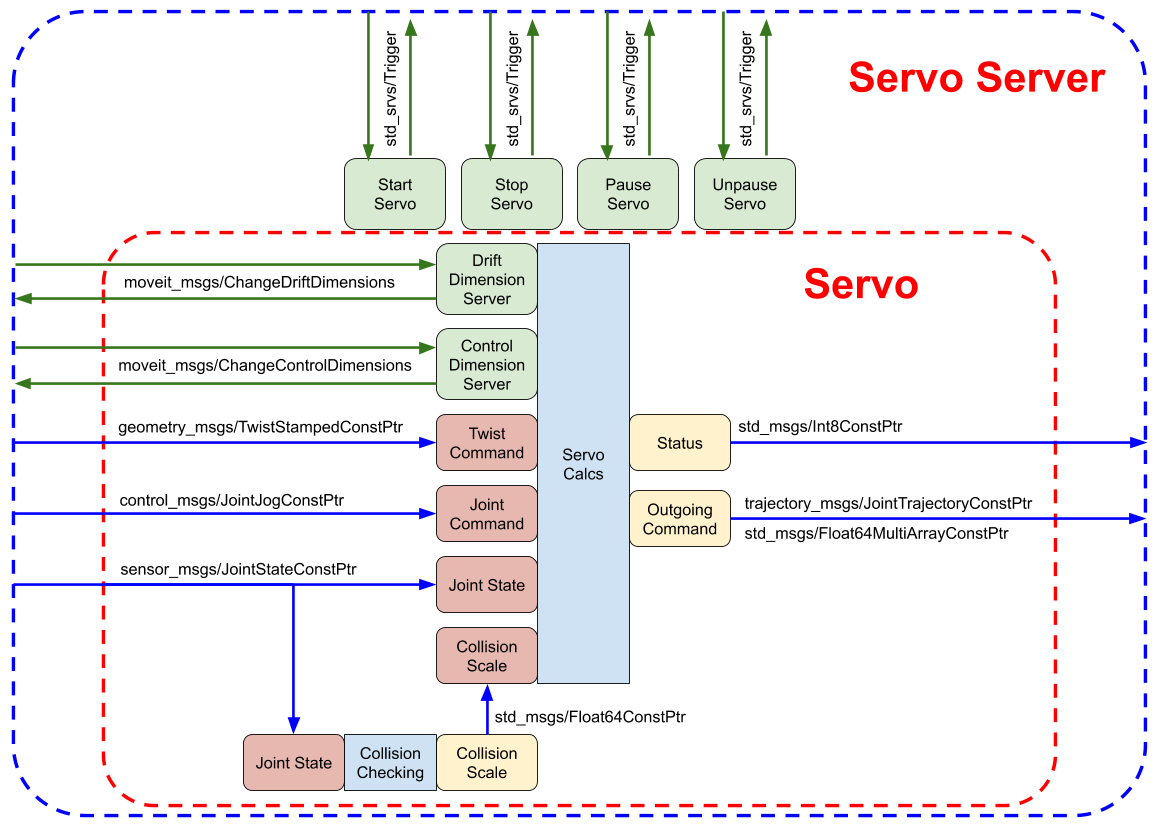 Servo Server
std_srvs/Trigger
std_srvs/Trigger
std_srvs/Trigger
std_srvs/Trigger
Start
Servo
Stop
Servo
Pause
Servo
Unpause
Servo
Servo
moveit_msgs/ChangeDriftDimensions
Drift
Dimension
Server
moveit_msgs/ChangeControlDimensions
Control
Dimension
Server
geometry_msgs/TwistStampedConstPtr
Twist
Command
control_msgs/JointJogConstPtr
Joint
Command
sensor_msgs/JointStateConstPtr
Joint State
Collision
Scale
Servo
Calcs
Status
std_msgs/Int8ConstPtr
Outgoing
Command
trajectory_msgs/JointTrajectoryConstPtr
std_msgs/Float64MultiArrayConstPtr
std_msgs/Float64ConstPtr
Joint State
Collision
Checking
Collision
Scale